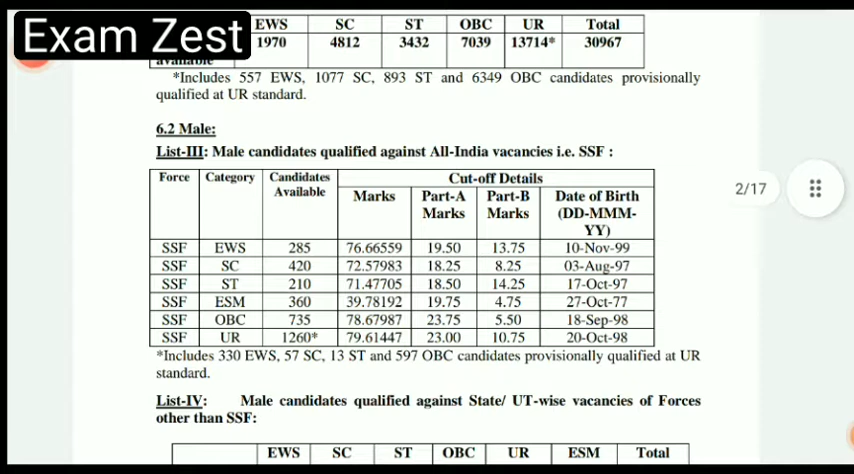 Exam Zest
EWS SC ST OBC UR Total
1970 4812 3432 7039 13714* 30967
available
*Includes 557 EWS, 1077 SC, 893 ST and 6349 OBC candidates provisionally
qualified at UR standard.
6.2 Male:
List-III: Male candidates qualified against All-India vacancies i.e. SSF :
Force Category Candidates Available Cut-off Details
Marks Part-A Marks Part-B Marks Date of Birth (DD-MMM-YY)
SSF EWS 285 76.66559 19.50 13.75 10-Nov-99
SSF SC 420 72.57983 18.25 8.25 03-Aug-97
SSF ST 210 71.47705 18.50 14.25 17-Oct-97
SSF ESM 360 39.78192 19.75 4.75 27-Oct-77
SSF OBC 735 78.67987 23.75 5.50 18-Sep-98
SSF UR 1260* 79.61447 23.00 10.75 20-Oct-98
*Includes 330 EWS, 57 SC, 13 ST and 597 OBC candidates provisionally qualified at UR
standard.
List-IV: Male candidates qualified against State/ UT-wise vacancies of Forces
other than SSF:
EWS SC ST OBC UR ESM Total
2/17